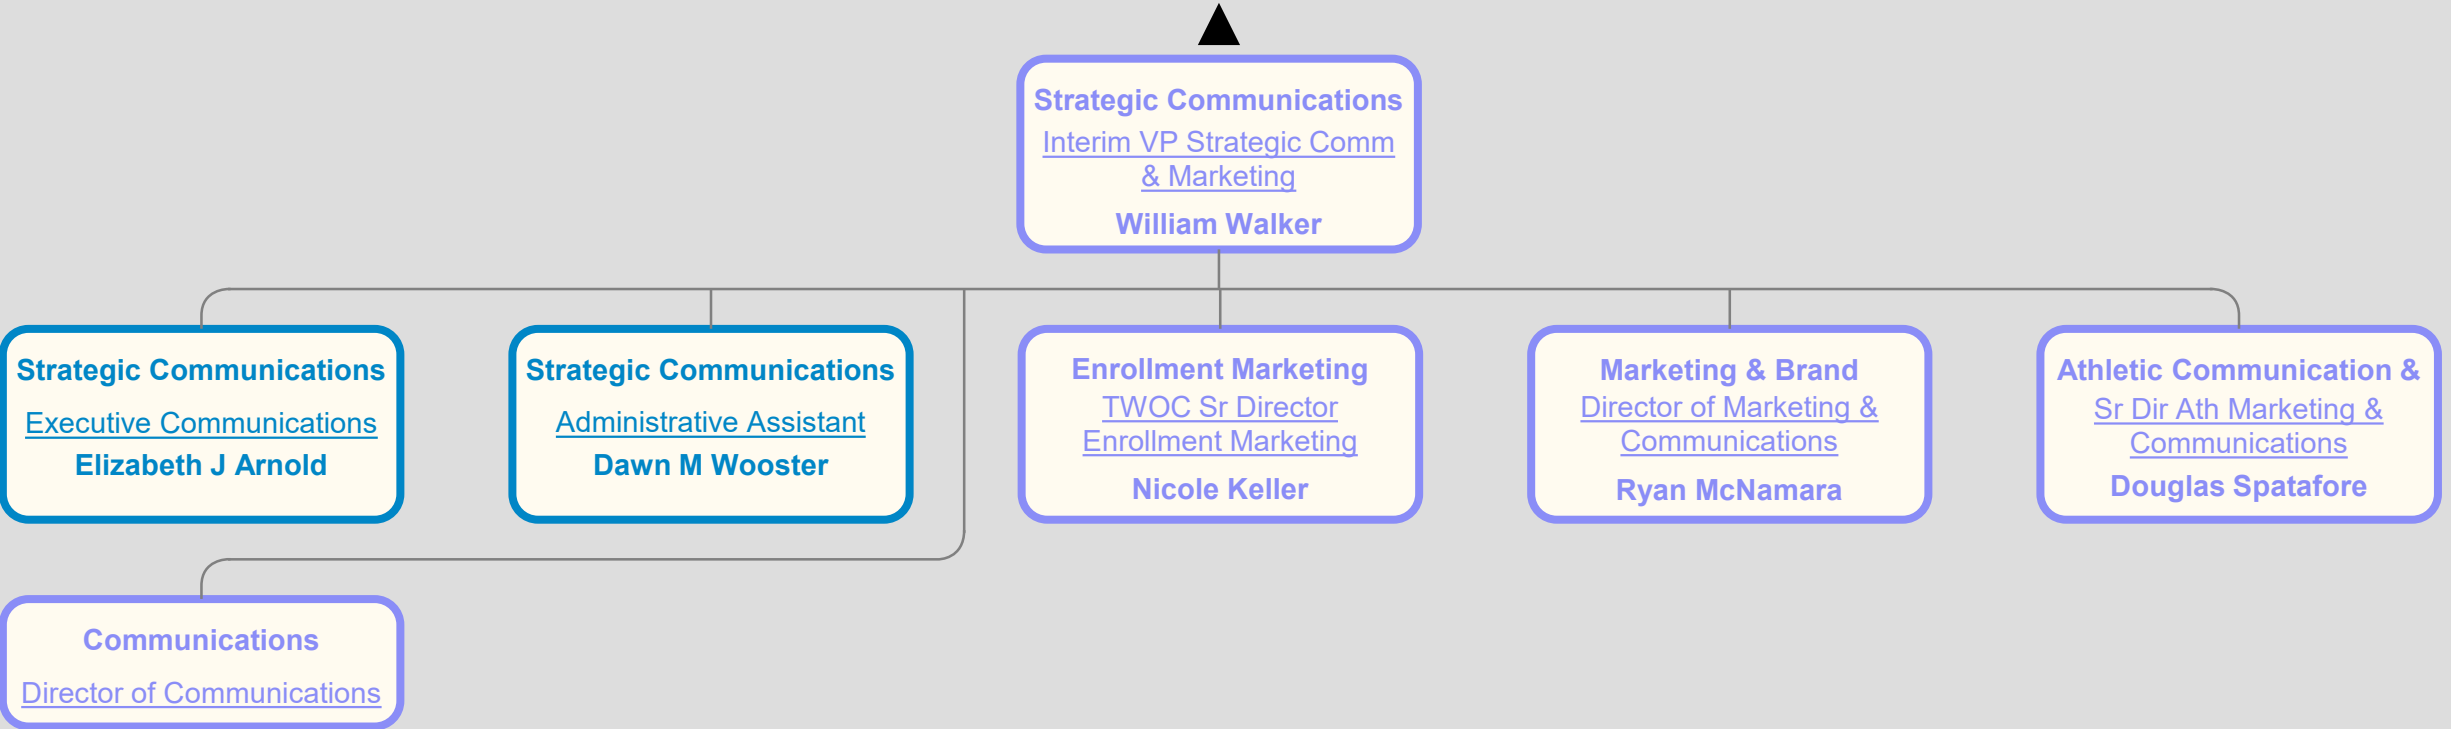 Strategic Communications
Interim VP Strategic Comm
& Marketing
William Walker
Strategic Communications
Executive Communications
Elizabeth J Arnold
Strategic Communications
Administrative Assistant
Dawn M Wooster
Enrollment Marketing
TWOC Sr Director
Enrollment Marketing
Nicole Keller
Marketing & Brand
Director of Marketing &
Communications
Ryan McNamara
Athletic Communication &
Sr Dir Ath Marketing &
Communications
Douglas Spatafore
Communications
Director of Communications